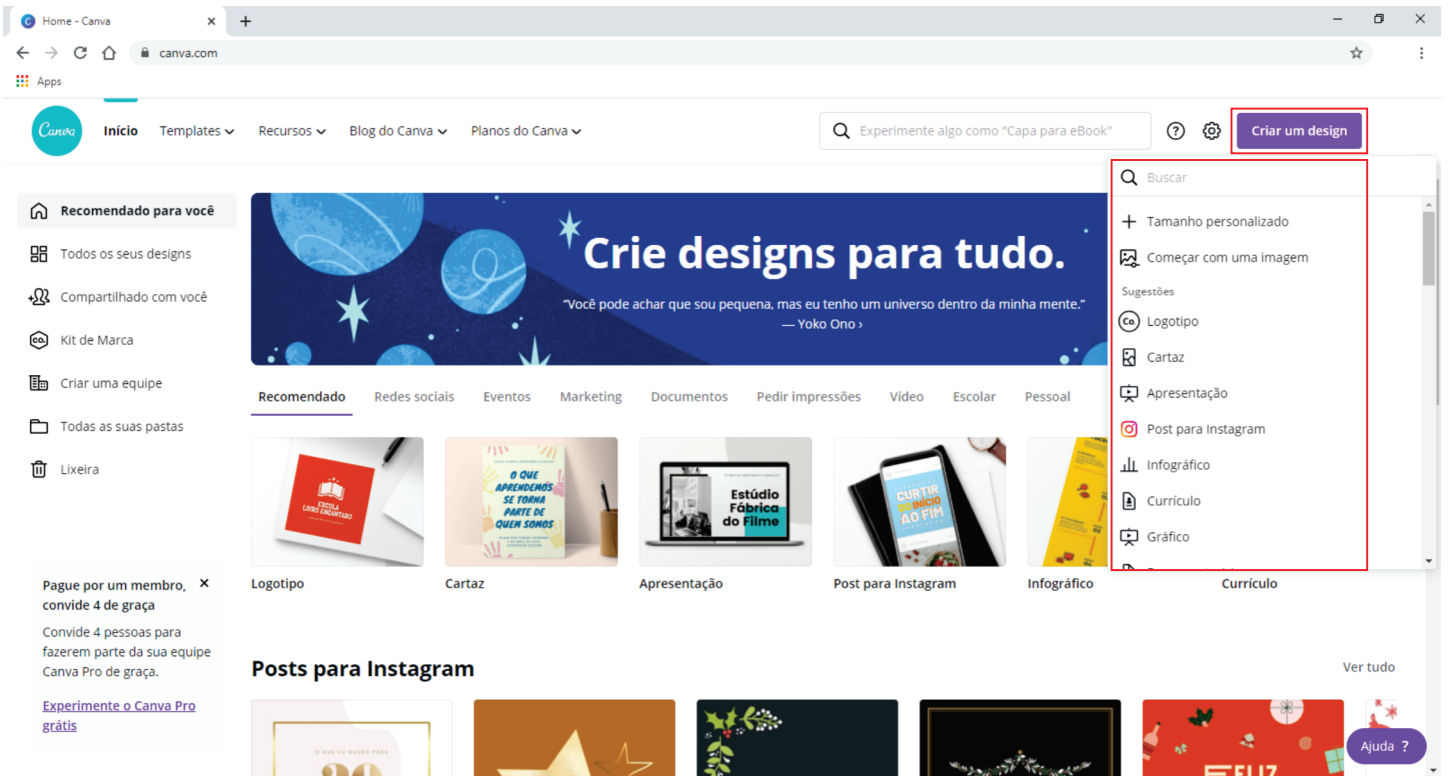 Home - Canva
canva.com
Apps
Canva
Início
Templates
Recursos
Blog do Canva
Planos do Canva
Experimente algo como "Capa para eBook"
Criar um design
Buscar
Tamanho personalizado
Começar com uma imagem
Sugestões
Co.
Logotipo
Cartaz
Apresentação
Post para Instagram
Infográfico
Currículo
Gráfico
Recomendado para você
Todos os seus designs
Compartilhado com você
CO.
Kit de Marca
Criar uma equipe
Todas as suas pastas
Lixeira
Pague por um membro,
convide 4 de graça
Convide 4 pessoas para
fazerem parte da sua equipe
Canva Pro de graça.
Experimente o Canva Pro
grátis
Crie designs para tudo.
“Você pode achar que sou pequena, mas eu tenho um universo dentro da minha mente.”
— Yoko Ono ›
Recomendado
Redes sociais
Eventos
Marketing
Documentos
Pedir impressões
Vídeo
Escolar
Pessoal
ESCOLA
LIVRO ENCANTADO
O QUE
APRENDEMOS
SE TORNA
PARTE DE
QUEM SOMOS
Estúdio
Fábrica
do Filme
CURTIR
DO INÍCIO
AO FIM
Logotipo
Cartaz
Apresentação
Post para Instagram
Infográfico
Currículo
Posts para Instagram
Ver tudo
O QUE EU QUERO PARA
FELIZ
Ajuda ?